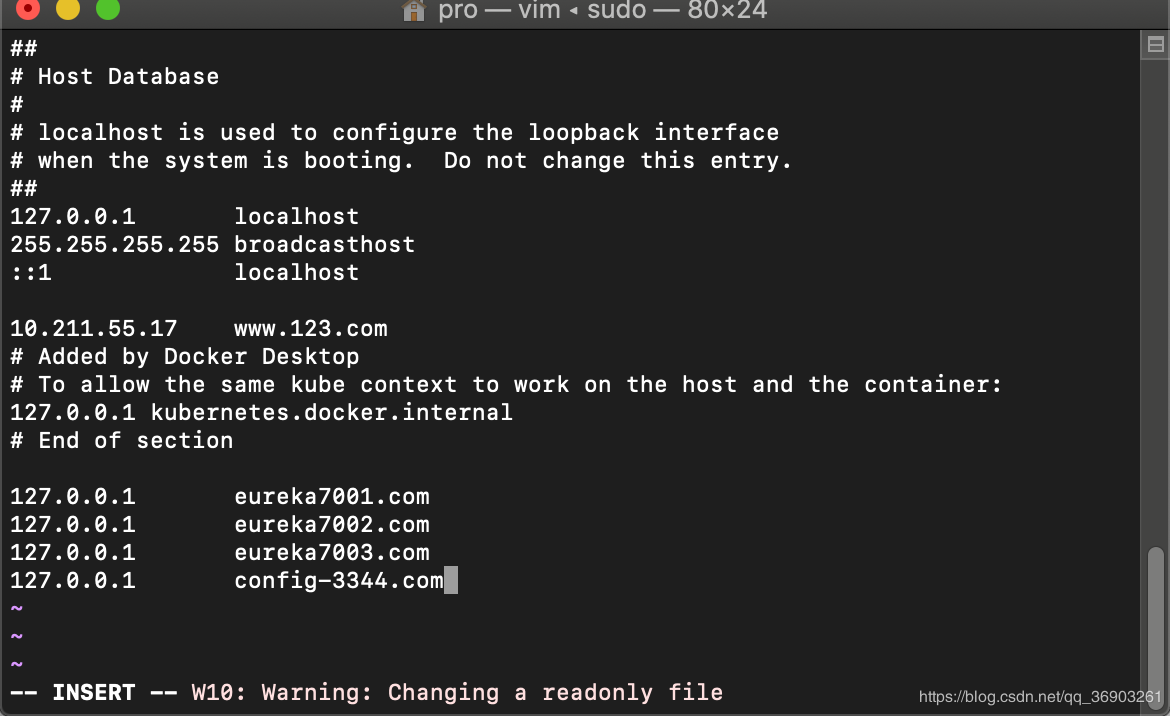 pro — vim ◂ sudo — 80×24
##
# Host Database
#
# localhost is used to configure the loopback interface
# when the system is booting.  Do not change this entry.
##
127.0.0.1       localhost
255.255.255.255 broadcasthost
::1             localhost

10.211.55.17    www.123.com
# Added by Docker Desktop
# To allow the same kube context to work on the host and the container:
127.0.0.1 kubernetes.docker.internal
# End of section

127.0.0.1       eureka7001.com
127.0.0.1       eureka7002.com
127.0.0.1       eureka7003.com
127.0.0.1       config-3344.com
~
~
~
-- INSERT -- W10: Warning: Changing a readonly file
https://blog.csdn.net/qq_36903261